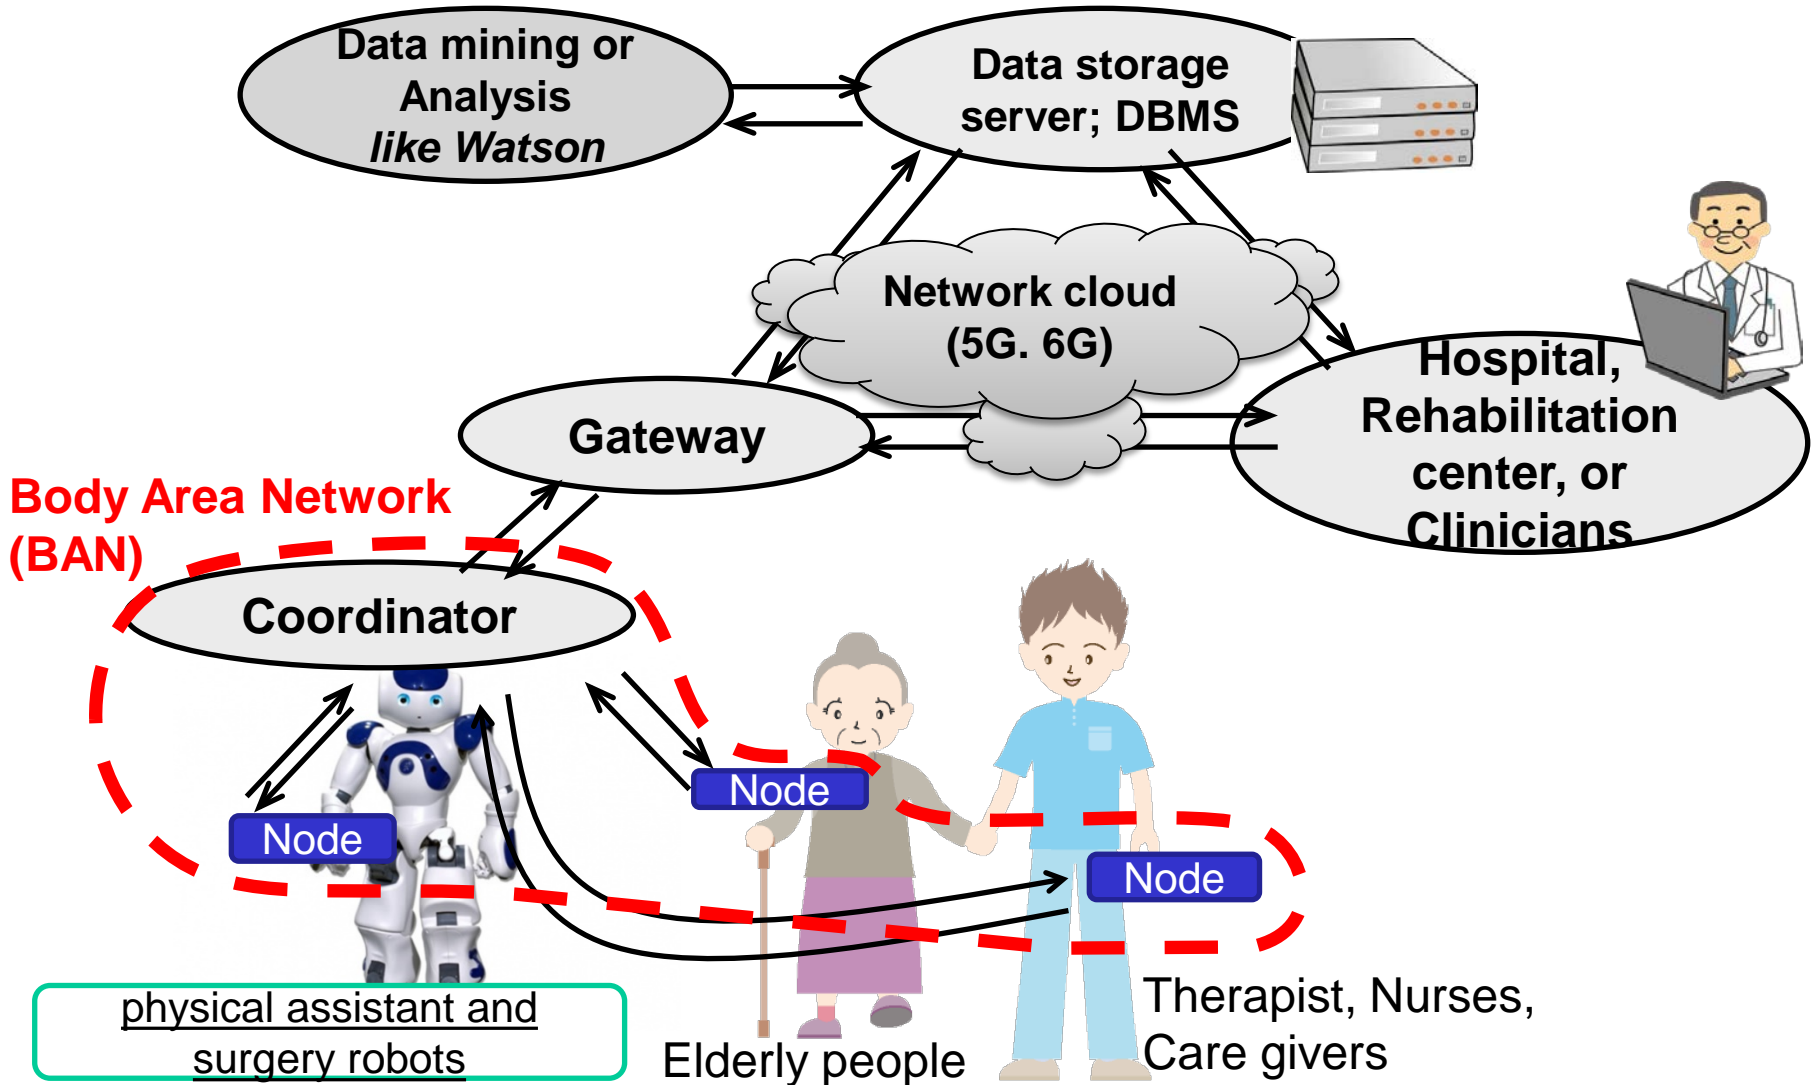 Data mining or
Analysis
like Watson
Data storage
server; DBMS
Network cloud
(5G. 6G)
Hospital,
Rehabilitation
center, or
Clinicians
Gateway
Body Area Network
(BAN)
Coordinator
Node
Node
Node
physical assistant and
surgery robots
Elderly people
Therapist, Nurses,
Care givers